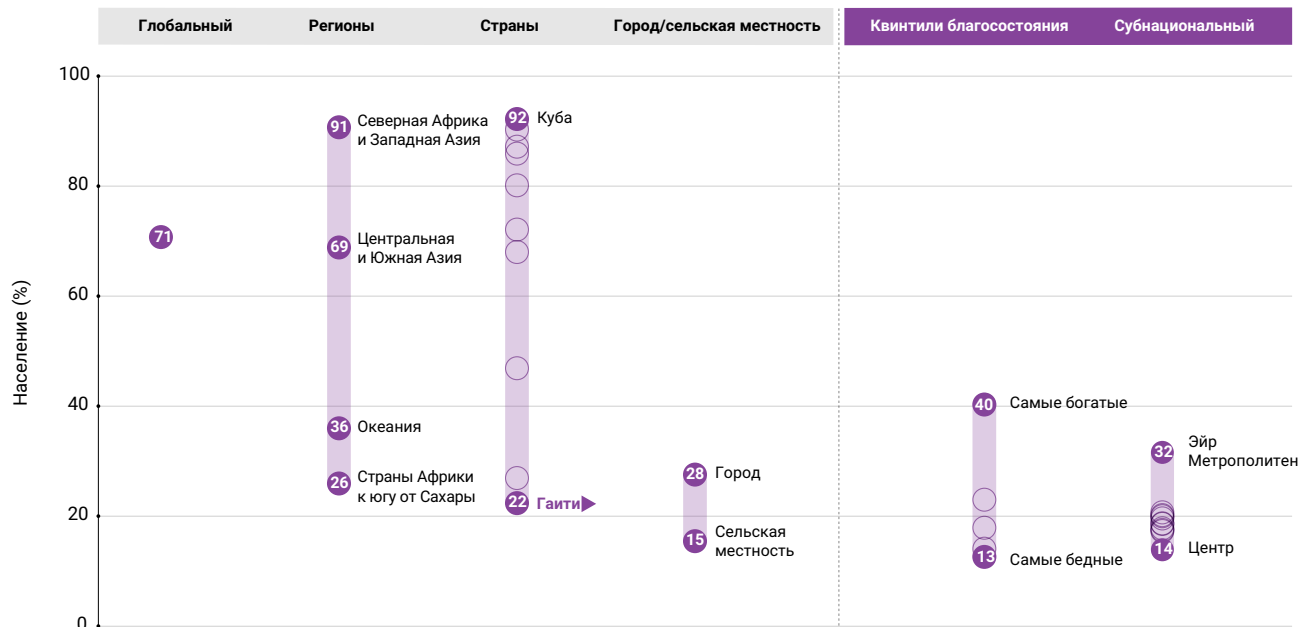 Глобальный
Регионы
Страны
Город/сельская местность
Квинтили благосостояния
Субнациональный
Население (%)
100
80
60
40
20
0
71
91
Северная Африка
и Западная Азия
69
Центральная
и Южная Азия
36
Океания
26
Страны Африки
к югу от Сахары
92
Куба
22
Гаити
28
Город
15
Сельская
местность
40
Самые богатые
13
Самые бедные
32
Эйр
Метрополитен
14
Центр